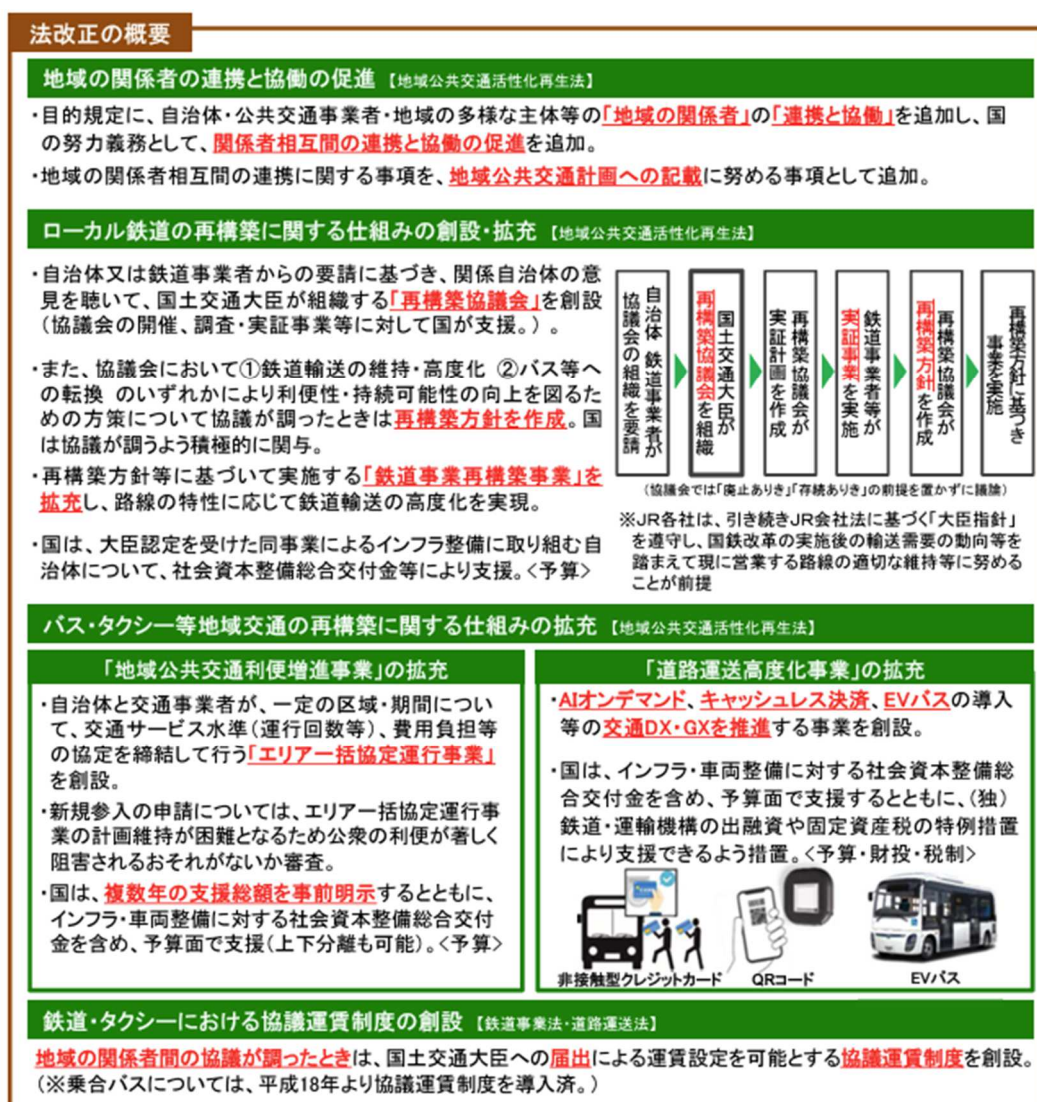 法改正の概要
地域の関係者の連携と協働の促進 【地域公共交通活性化再生法】
・目的規定に、自治体・公共交通事業者・地域の多様な主体等の「地域の関係者」の「連携と協働」を追加し、国
の努力義務として、関係者相互間の連携と協働の促進を追加。
・地域の関係者相互間の連携に関する事項を、地域公共交通計画への記載に努める事項として追加。
ローカル鉄道の再構築に関する仕組みの創設・拡充 【地域公共交通活性化再生法】
・自治体又は鉄道事業者からの要請に基づき、関係自治体の意
見を聴いて、国土交通大臣が組織する「再構築協議会」を創設
（協議会の開催、調査・実証事業等に対して国が支援。）。
・また、協議会において①鉄道輸送の維持・高度化 ②バス等へ
の転換 のいずれかにより利便性・持続可能性の向上を図るた
めの方策について協議が調ったときは再構築方針を作成。国
は協議が調うよう積極的に関与。
・再構築方針等に基づいて実施する「鉄道事業再構築事業」を
拡充し、路線の特性に応じて鉄道輸送の高度化を実現。
・国は、大臣認定を受けた同事業によるインフラ整備に取り組む自
治体について、社会資本整備総合交付金等により支援。＜予算＞
自治体 鉄道事業者が
協議会の組織を要請
国土交通大臣が
再構築協議会を組織
再構築協議会が
実証計画を作成
鉄道事業者等が
実証事業を実施
再構築協議会が
再構築方針を作成
再構築方針に基づき
事業を実施
（協議会では「廃止ありき」「存続ありき」の前提を置かずに議論）
※JR各社は、引き続きJR会社法に基づく「大臣指針」
を遵守し、国鉄改革の実施後の輸送需要の動向等を
踏まえて現に営業する路線の適切な維持等に努める
ことが前提
バス・タクシー等地域交通の再構築に関する仕組みの拡充 【地域公共交通活性化再生法】
「地域公共交通利便増進事業」の拡充
・自治体と交通事業者が、一定の区域・期間につい
て、交通サービス水準（運行回数等）、費用負担等
の協定を締結して行う「エリア一括協定運行事業」
を創設。
・新規参入の申請については、エリア一括協定運行事
業の計画維持が困難となるため公衆の利便が著しく
阻害されるおそれがないか審査。
・国は、複数年の支援総額を事前明示するとともに、
インフラ・車両整備に対する社会資本整備総合交付
金を含め、予算面で支援（上下分離も可能）。＜予算＞
「道路運送高度化事業」の拡充
・AIオンデマンド、キャッシュレス決済、EVバスの導入
等の交通DX・GXを推進する事業を創設。
・国は、インフラ・車両整備に対する社会資本整備総
合交付金を含め、予算面で支援するとともに、（独）
鉄道・運輸機構の出融資や固定資産税の特例措置
により支援できるよう措置。＜予算・財投・税制＞
非接触型クレジットカード
QRコード
EVバス
鉄道・タクシーにおける協議運賃制度の創設 【鉄道事業法・道路運送法】
地域の関係者間の協議が調ったときは、国土交通大臣への届出による運賃設定を可能とする協議運賃制度を創設。
（※乗合バスについては、平成18年より協議運賃制度を導入済。）